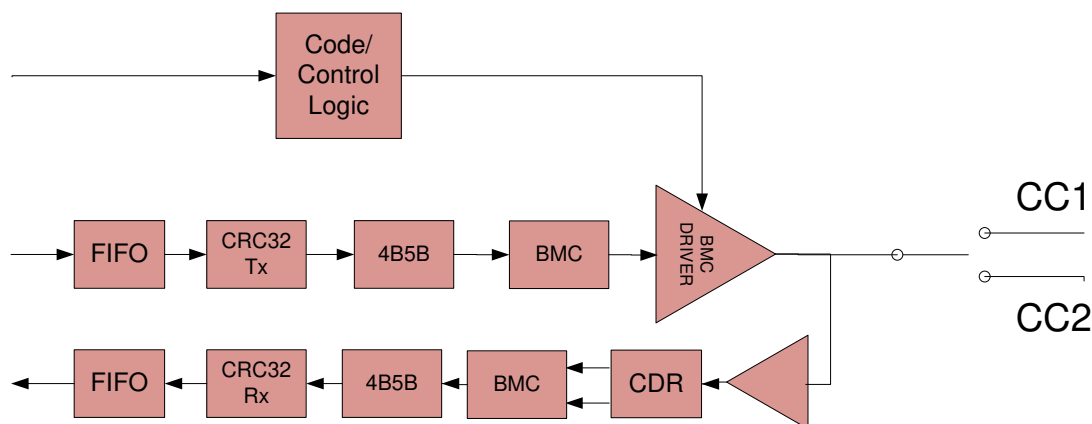 Code/
Control
Logic
CC1
FIFO
CRC32
Tx
4B5B
BMC
BMC
DRIVER
CC2
FIFO
CRC32
Rx
4B5B
BMC
CDR